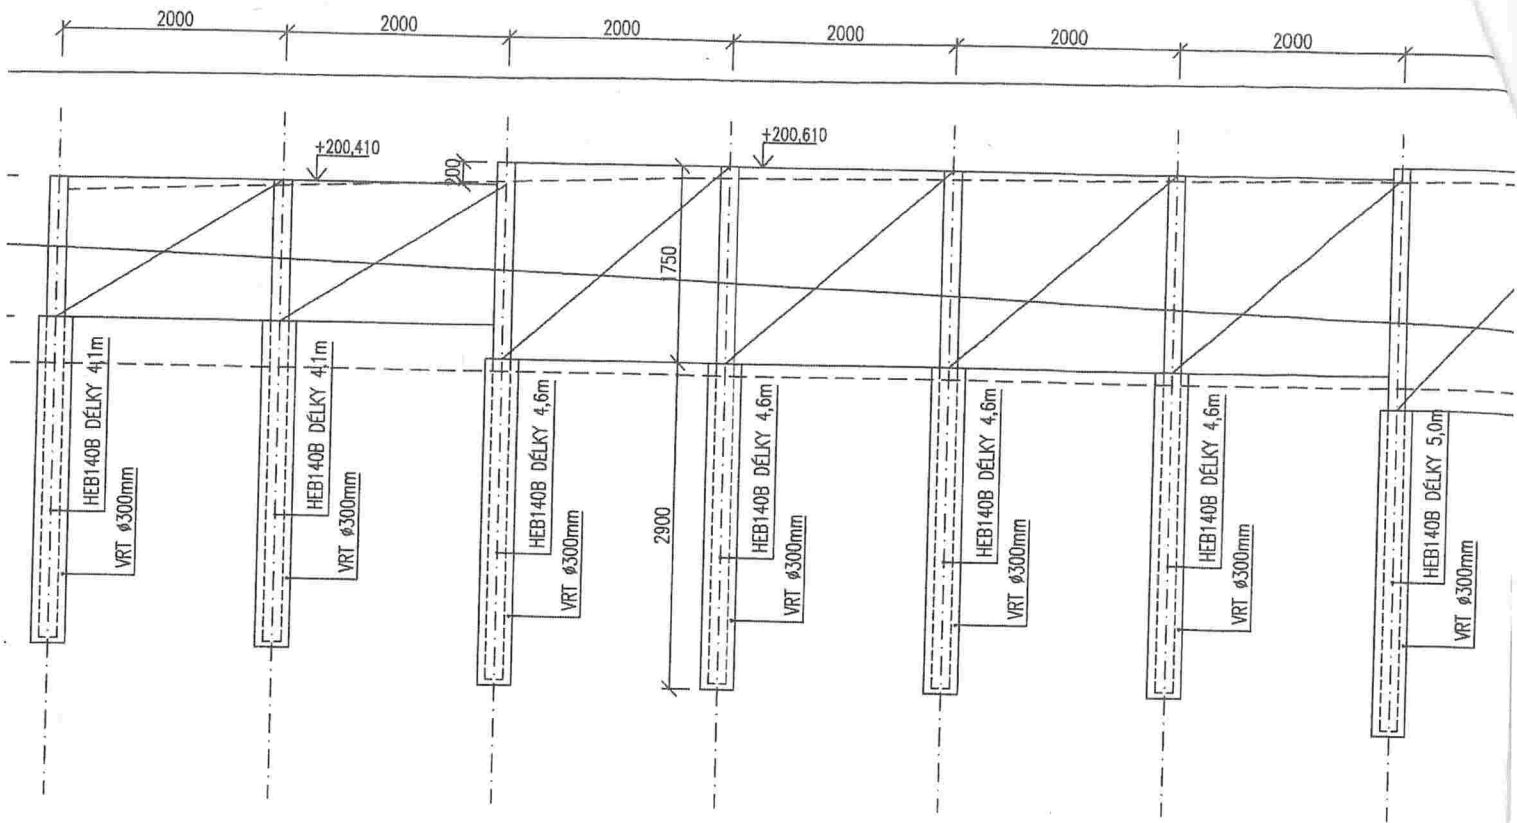 2000
2000
2000
2000
2000
2000
+200,410
200
+200,610
1750
2900
HEB140B DÉLKY 4,1m
VRT ø300mm
HEB140B DÉLKY 4,1m
VRT ø300mm
HEB140B DÉLKY 4,6m
VRT ø300mm
HEB140B DÉLKY 4,6m
VRT ø300mm
HEB140B DÉLKY 4,6m
VRT ø300mm
HEB140B DÉLKY 4,6m
VRT ø300mm
HEB140B DÉLKY 5,0m
VRT ø300mm